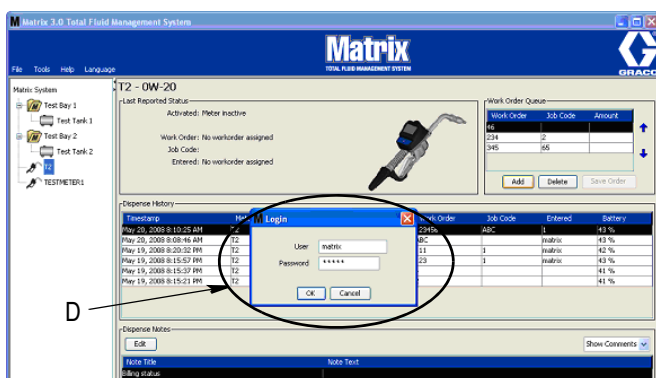 Matrix 3.0 Total Fluid Management System
Matrix
TOTAL FLUID MANAGEMENT SYSTEM
GRACO
File Tools Help Language
Matrix System
Test Bay 1
Test Tank 1
Test Bay 2
Test Tank 2
T2
TESTMETER1
T2 - 0W-20
Last Reported Status
Activated: Meter inactive
Work Order: No workorder assigned
Job Code:
Entered: No workorder assigned
Work Order Queue
Work Order Job Code Amount
46
234 2
345 65
Add Delete Save Order
Dispense History
Timestamp Work Order Job Code Entered Battery
May 20, 2008 8:10:25 AM T2 23456 ABC 1 43 %
May 20, 2008 8:08:46 AM T2 ABC matrix 43 %
May 19, 2008 8:20:32 PM T2 11 1 matrix 42 %
May 19, 2008 8:15:57 PM T2 23 1 matrix 43 %
May 19, 2008 8:15:37 PM T2 41 %
May 19, 2008 8:15:21 PM T2 41 %
Login
User matrix
Password *****
OK Cancel
D
Dispense Notes
Edit Show Comments
Note Title Note Text
Billing status